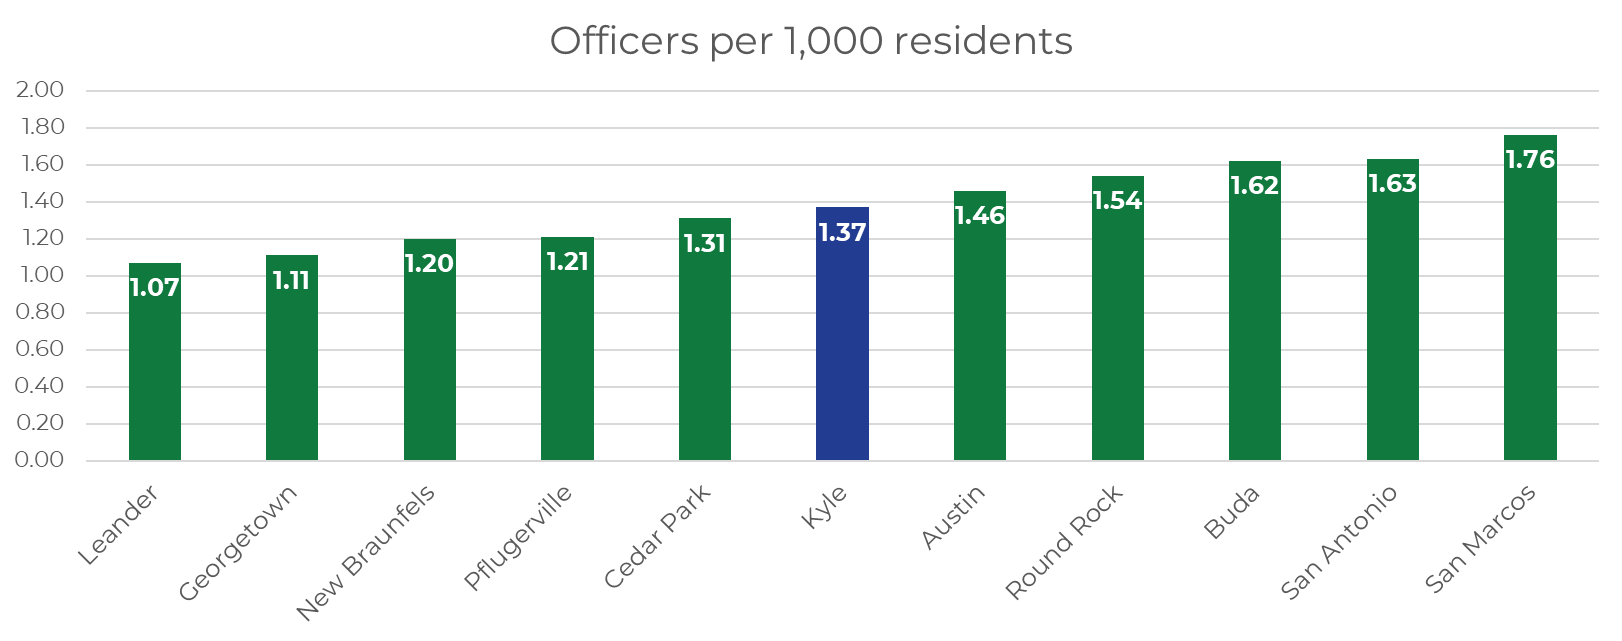 Officers per 1,000 residents
2.00
1.80
1.60
1.40
1.20
1.00
0.80
0.60
0.40
0.20
0.00
1.07
1.11
1.20
1.21
1.31
1.37
1.46
1.54
1.62
1.63
1.76
Leander
Georgetown
New Braunfels
Pflugerville
Cedar Park
Kyle
Austin
Round Rock
Buda
San Antonio
San Marcos